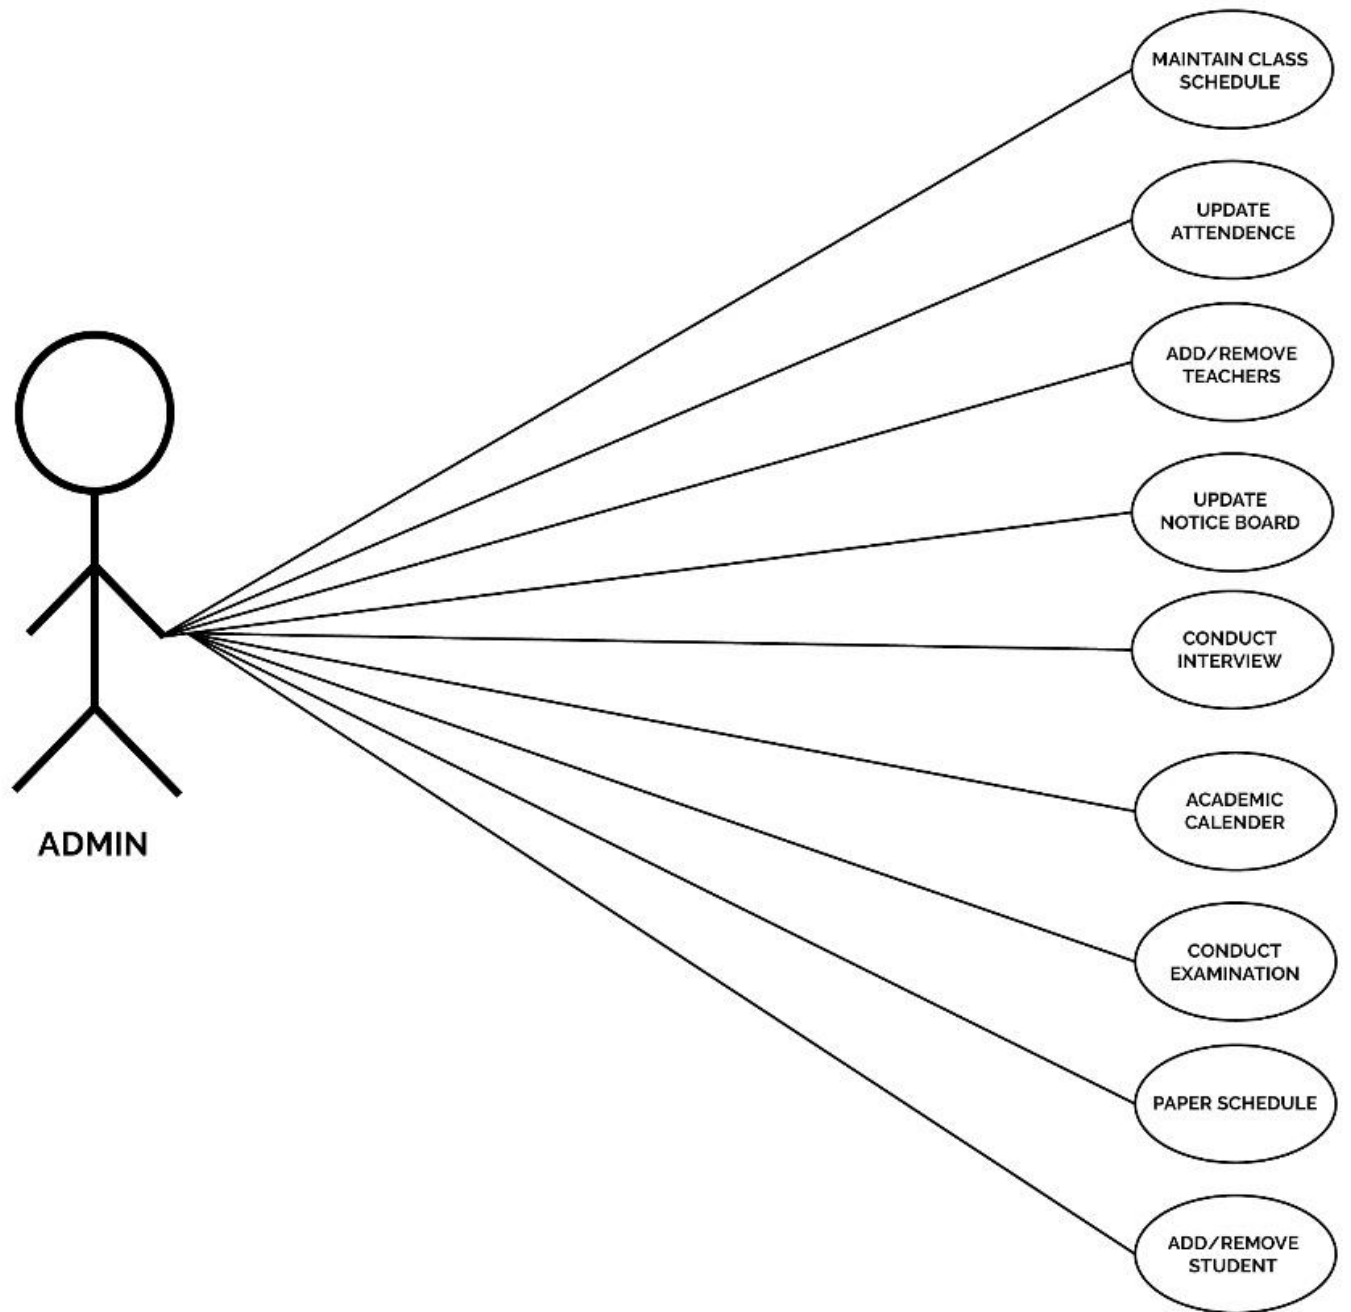 MAINTAIN CLASS
SCHEDULE
UPDATE
ATTENDENCE
ADD/REMOVE
TEACHERS
UPDATE
NOTICE BOARD
CONDUCT
INTERVIEW
ACADEMIC
CALENDER
CONDUCT
EXAMINATION
PAPER SCHEDULE
ADD/REMOVE
STUDENT
ADMIN